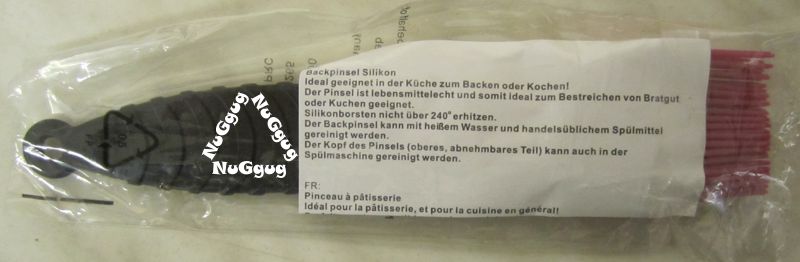 Backpinsel Silikon
Ideal geeignet in der Küche zum Backen oder Kochen!
Der Pinsel ist lebensmittelecht und somit ideal zum Bestreichen von Bratgut
oder Kuchen geeignet.
Silikonborsten nicht über 240° erhitzen.
Der Backpinsel kann mit heißem Wasser und handelsüblichem Spülmittel
gereinigt werden.
Der Kopf des Pinsels (oberes, abnehmbares Teil) kann auch in der
Spülmaschine gereinigt werden.
FR:
Pinceau à pâtisserie
Idéal pour la pâtisserie, et pour la cuisine en général!
NuGgug
NuGgug
NuGgug
PRC